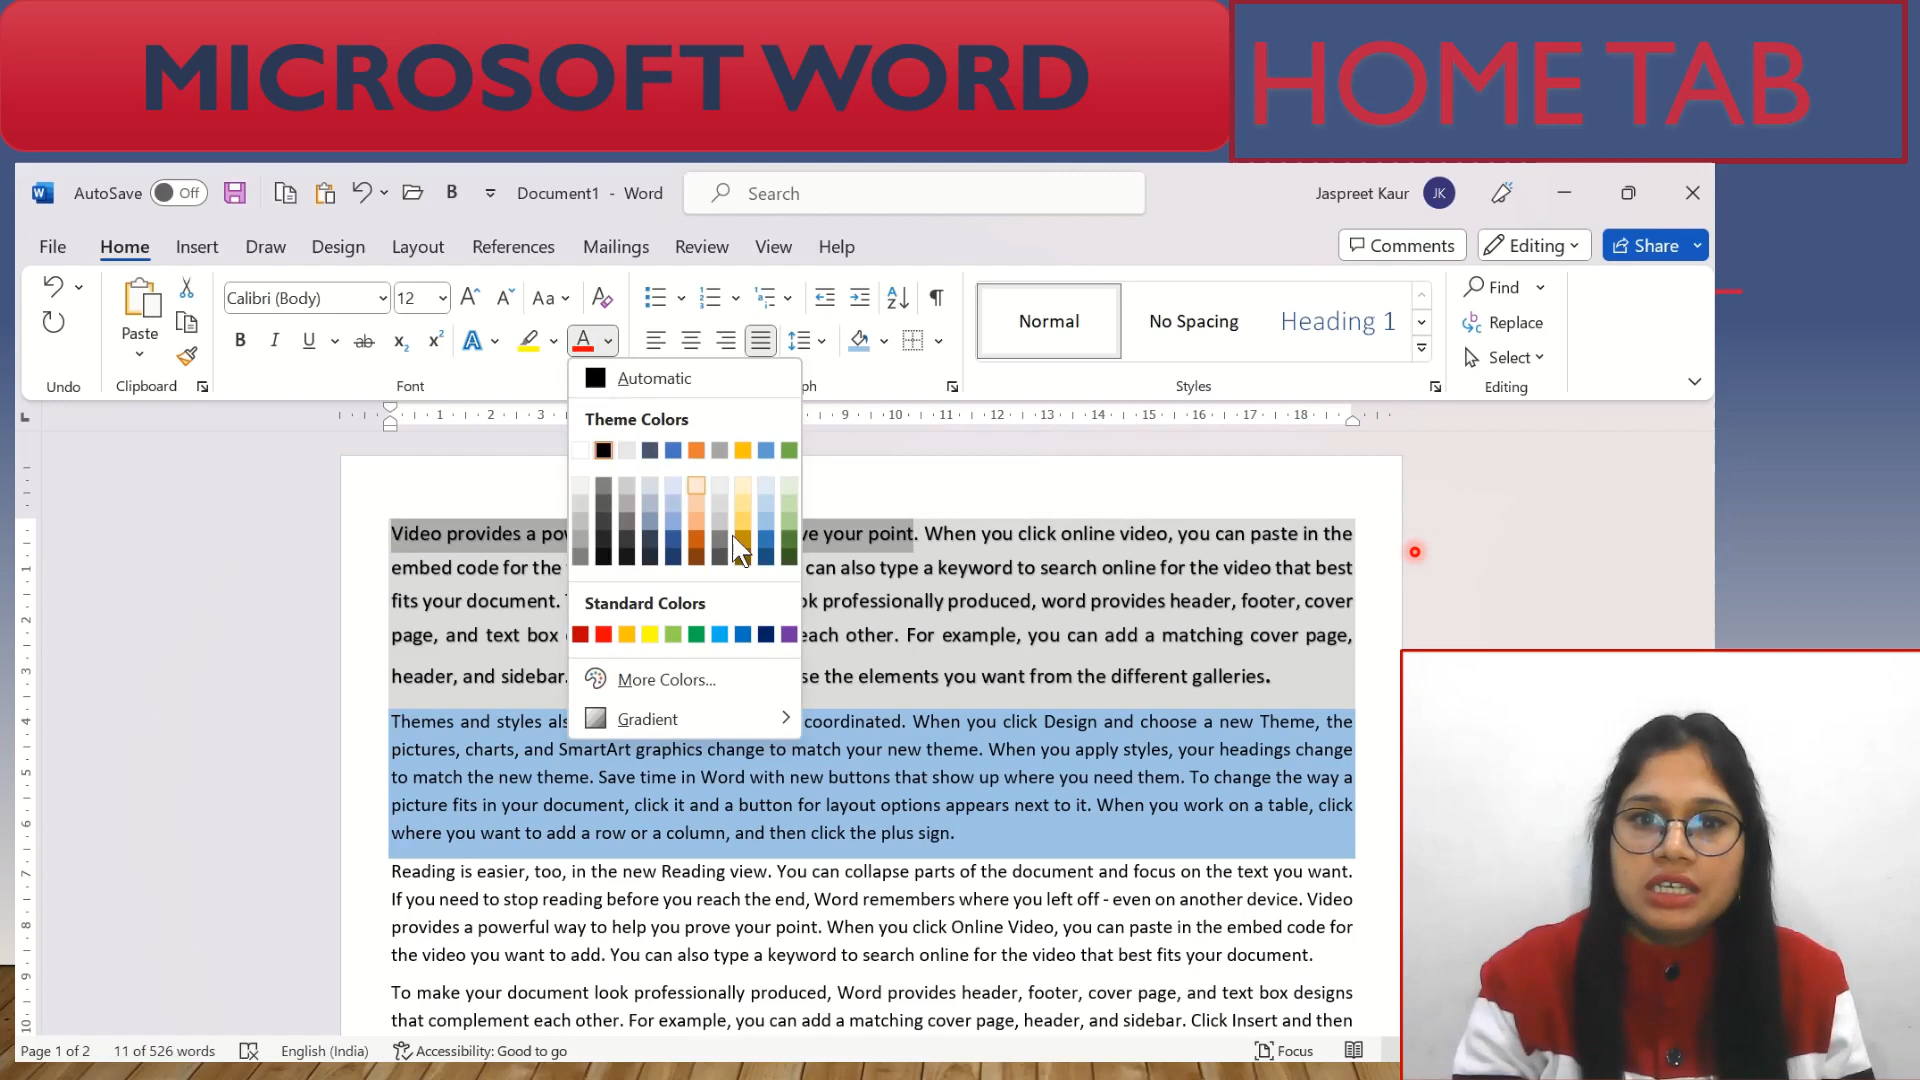 MICROSOFT WORD
HOME TAB
AutoSave Off
Document1 - Word
Search
Jaspreet Kaur JK
File Home Insert Draw Design Layout References Mailings Review View Help
Comments Editing Share
Paste
Calibri (Body) 12
Aa
Normal
No Spacing
Heading 1
Find
Replace
Select
Undo Clipboard Font ph Styles Editing
Automatic
Theme Colors
Standard Colors
More Colors...
Gradient
1 2 3 9 10 11 12 13 14 15 16 17 18
Video provides a pow ve your point. When you click online video, you can paste in the
embed code for the can also type a keyword to search online for the video that best
fits your document. ok professionally produced, word provides header, footer, cover
page, and text box each other. For example, you can add a matching cover page,
header, and sidebar. se the elements you want from the different galleries.
Themes and styles als coordinated. When you click Design and choose a new Theme, the
pictures, charts, and SmartArt graphics change to match your new theme. When you apply styles, your headings change
to match the new theme. Save time in Word with new buttons that show up where you need them. To change the way a
picture fits in your document, click it and a button for layout options appears next to it. When you work on a table, click
where you want to add a row or a column, and then click the plus sign.
Reading is easier, too, in the new Reading view. You can collapse parts of the document and focus on the text you want.
If you need to stop reading before you reach the end, Word remembers where you left off - even on another device. Video
provides a powerful way to help you prove your point. When you click Online Video, you can paste in the embed code for
the video you want to add. You can also type a keyword to search online for the video that best fits your document.
To make your document look professionally produced, Word provides header, footer, cover page, and text box designs
that complement each other. For example, you can add a matching cover page, header, and sidebar. Click Insert and then
Page 1 of 2 11 of 526 words English (India) Accessibility: Good to go Focus